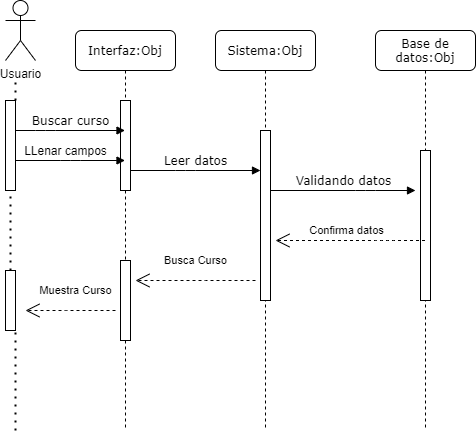 Interfaz:Obj
Sistema:Obj
Base de
datos:Obj
Usuario
Buscar curso
LLenar campos
Leer datos
Validando datos
Confirma datos
Busca Curso
Muestra Curso